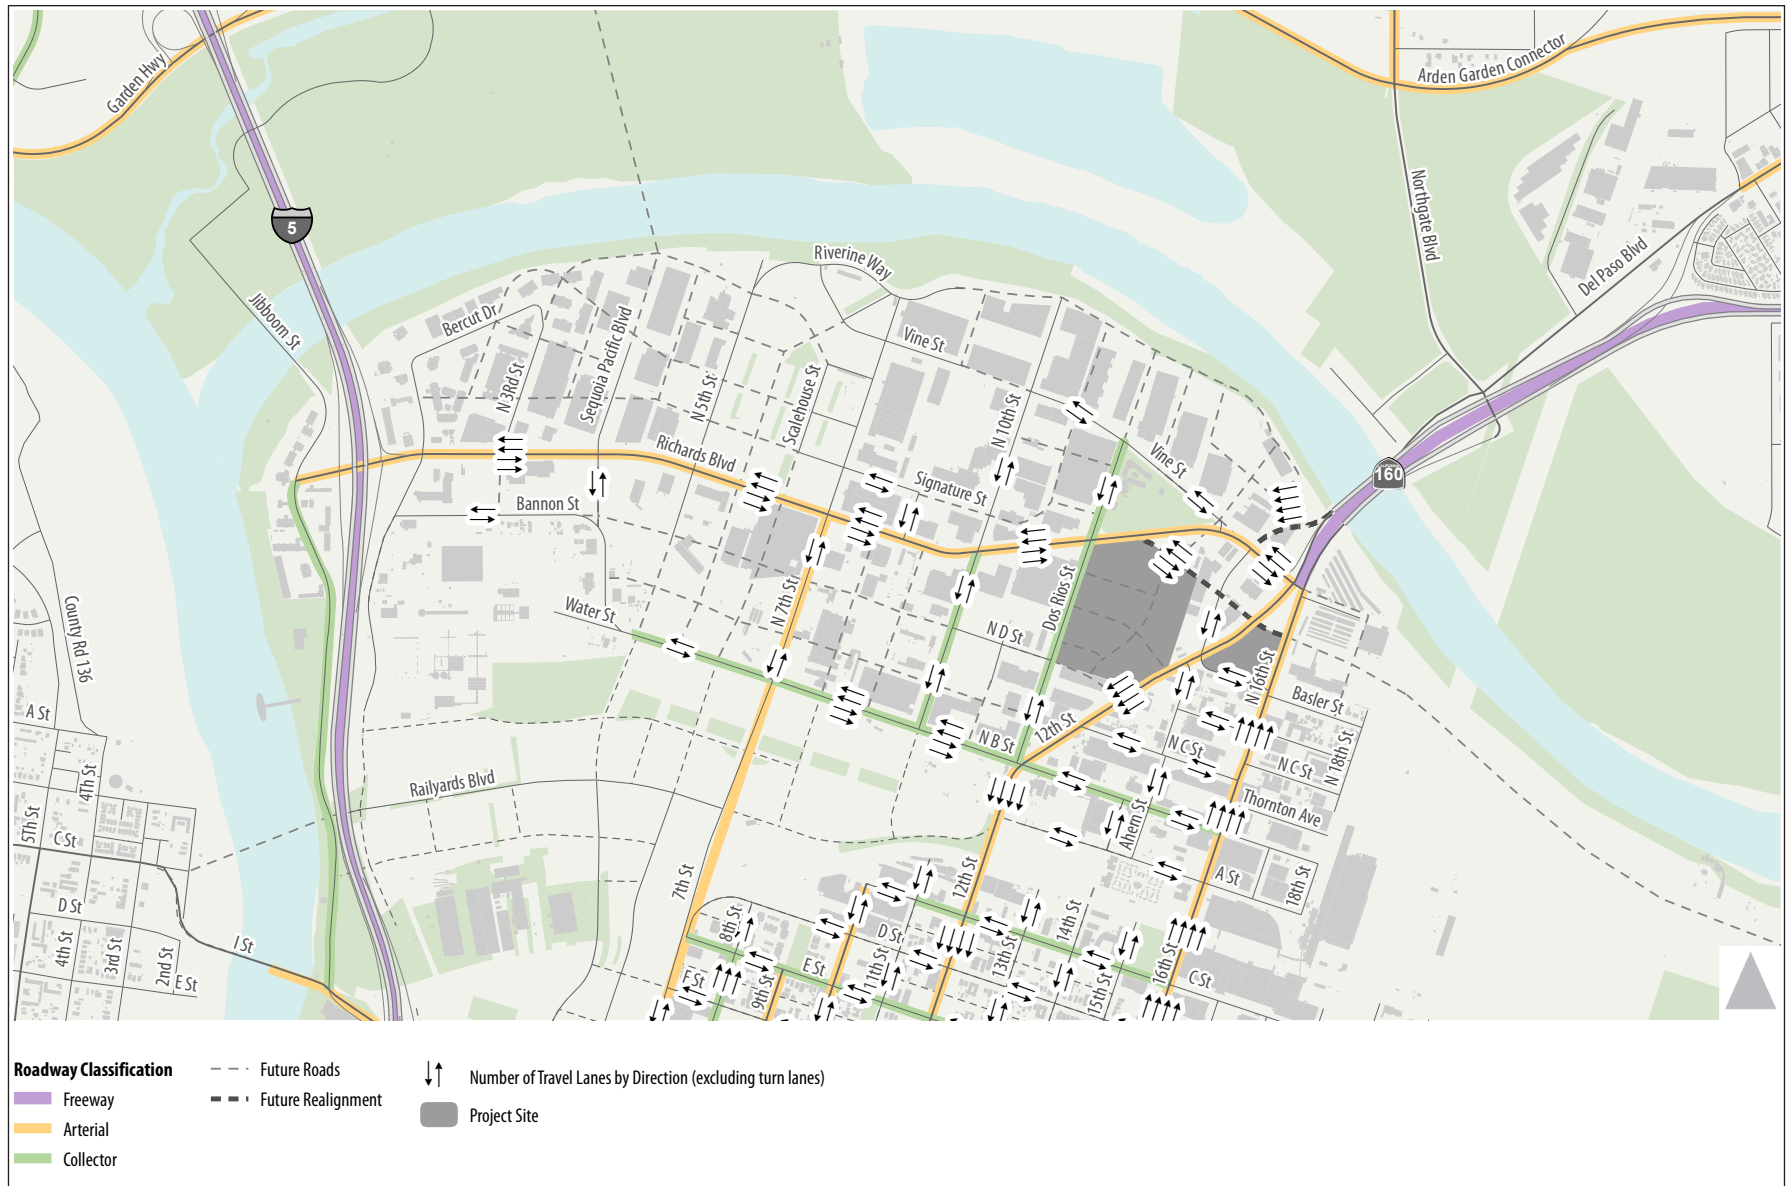 Garden Hwy
Arden Garden Connector
5
Northgate Blvd
Del Paso Blvd
Riverine Way
Jibboom St
Bercut Dr
Vine St
N 3Rd St
Sequoia Pacific Blvd
N 5th St
Scalehouse St
N 10th St
Richards Blvd
Vine St
160
Signature St
Bannon St
Water St
N 7th St
Dos Rios St
N D St
County Rd 136
N 16th St
Basler St
A St
12th St
N B St
N C St
N C St
N 18th St
Railyards Blvd
4Th St
5Th St
C St
Thornton Ave
Ahern St
A St
18th St
7th St
12th St
D St
8th St
D St
14th St
13th St
I St
4th St
3rd St
2nd St
E St
E St
F St
9th St
11th St
15th St
16th St
C St
Roadway Classification
Freeway
Arterial
Collector
Future Roads
Future Realignment
Number of Travel Lanes by Direction (excluding turn lanes)
Project Site